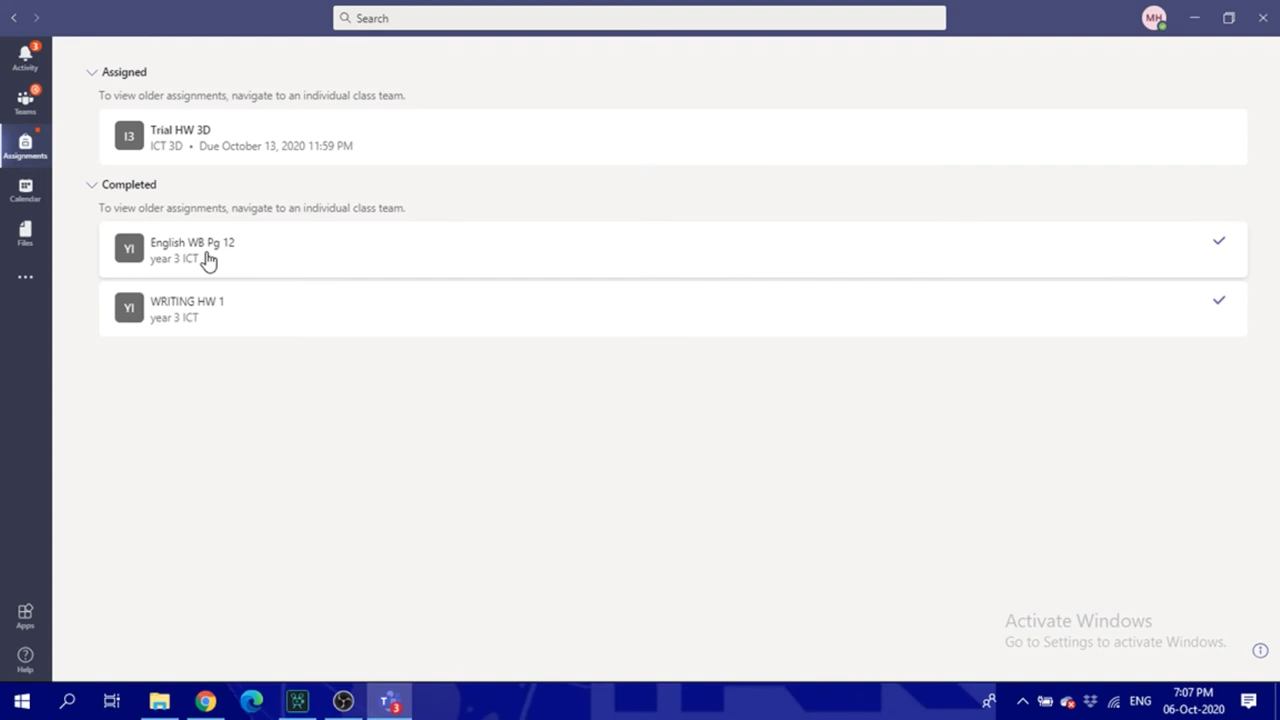 Search
MH
3
Activity
Teams
Assignments
Calendar
Files
Assigned
To view older assignments, navigate to an individual class team.
I3
Trial HW 3D
ICT 3D • Due October 13, 2020 11:59 PM
Completed
To view older assignments, navigate to an individual class team.
YI
English WB Pg 12
year 3 ICT
YI
WRITING HW 1
year 3 ICT
Apps
Help
Activate Windows
Go to Settings to activate Windows.
T
3
ENG
7:07 PM
06-Oct-2020